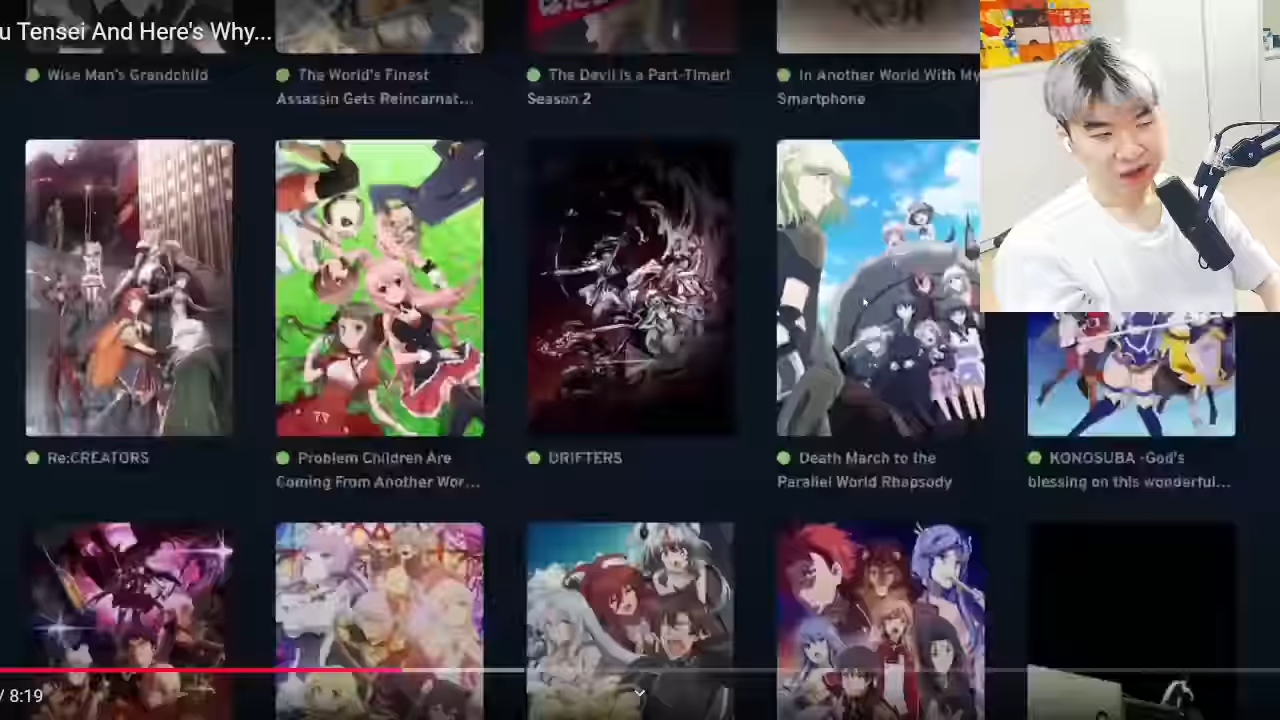 u Tensei And Here's Why...
Wise Man's Grandchild
The World's Finest
Assassin Gets Reincarnat...
The Devil is a Part-Timer!
Season 2
In Another World With My
Smartphone
Re:CREATORS
Problem Children Are
Coming From Another Wor...
DRIFTERS
Death March to the
Parallel World Rhapsody
KONOSUBA -God's
blessing on this wonderful...
/ 8:19